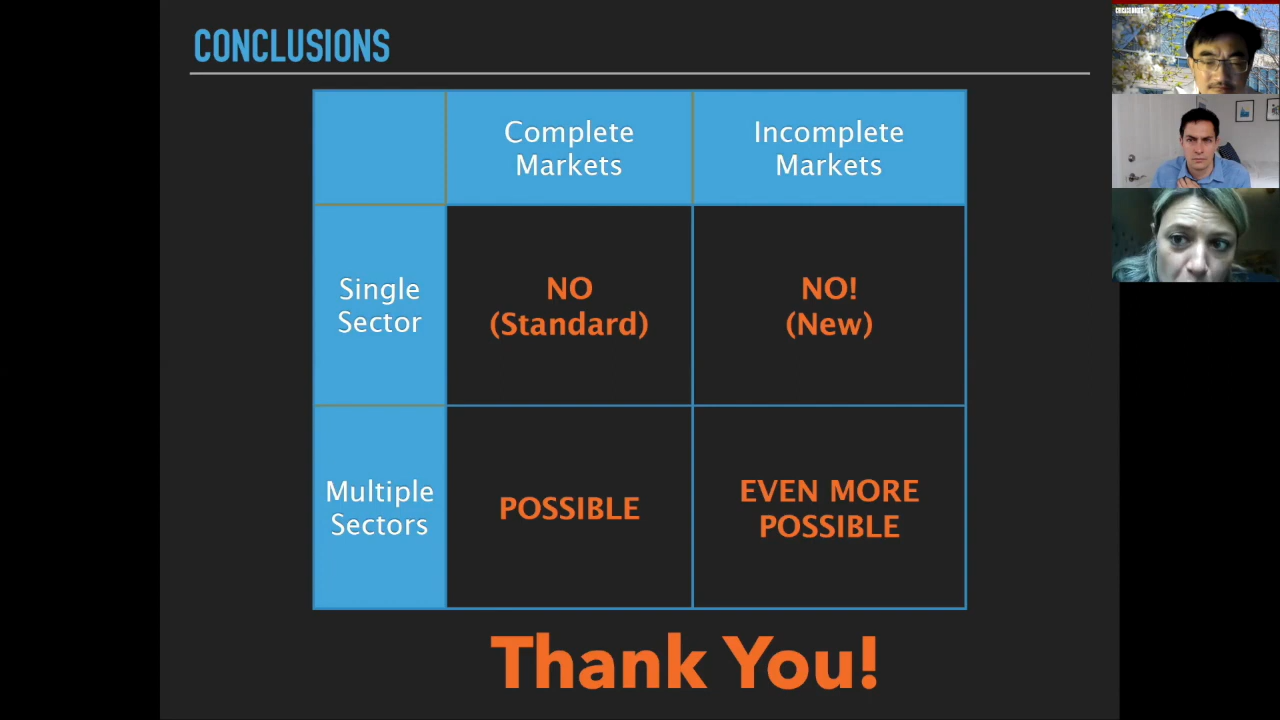 CONCLUSIONS
Complete
Markets
Incomplete
Markets
Single
Sector
NO
(Standard)
NO!
(New)
Multiple
Sectors
POSSIBLE
EVEN MORE
POSSIBLE
Thank You!